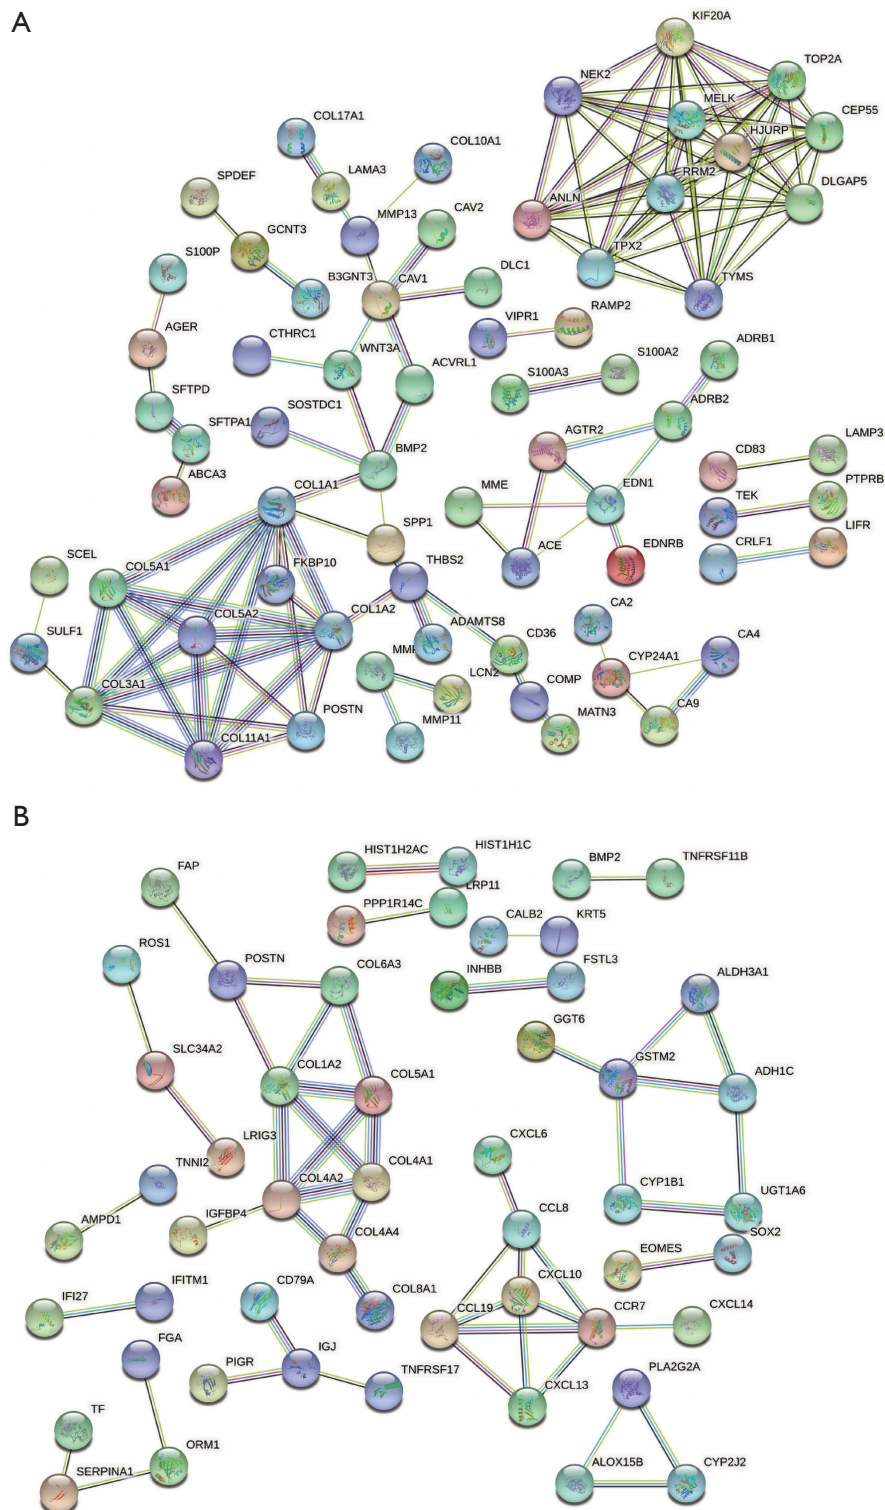 A
KIF20A
TOP2A
NEK2
MELK
CEP55
COL17A1
HJURP
COL10A1
LAMA3
RRM2
SPDEF
DLGAP5
ANLN
MMP13
CAV2
GCNT3
TPX2
S100P
B3GNT3
CAV1
DLC1
TYMS
VIPR1
RAMP2
CTHRC1
AGER
WNT3A
ACVRL1
S100A2
ADRB1
S100A3
SFTPD
SOSTDC1
ADRB2
SFTPA1
AGTR2
LAMP3
BMP2
CD83
ABCA3
COL1A1
MME
EDN1
PTPRB
TEK
SPP1
LIFR
SCEL
ACE
EDNRB
CRLF1
COL5A1
FKBP10
THBS2
COL5A2
COL1A2
CA2
SULF1
ADAMTS8
CD36
CA4
CYP24A1
COL3A1
LCN2
COMP
POSTN
MMP11
MATN3
CA9
COL11A1
B
HIST1H2AC
HIST1H1C
BMP2
TNFRSF11B
FAP
LRP11
PPP1R14C
CALB2
KRT5
ROS1
POSTN
COL6A3
INHBB
FSTL3
ALDH3A1
GGT6
SLC34A2
COL1A2
COL5A1
GSTM2
ADH1C
LRIG3
CXCL6
TNNI2
COL4A2
COL4A1
CYP1B1
UGT1A6
AMPD1
IGFBP4
CCL8
COL4A4
SOX2
EOMES
IFI27
IFITM1
CD79A
COL8A1
CXCL10
CCL19
CCR7
CXCL14
FGA
IGJ
PIGR
TNFRSF17
PLA2G2A
CXCL13
TF
ORM1
SERPINA1
ALOX15B
CYP2J2